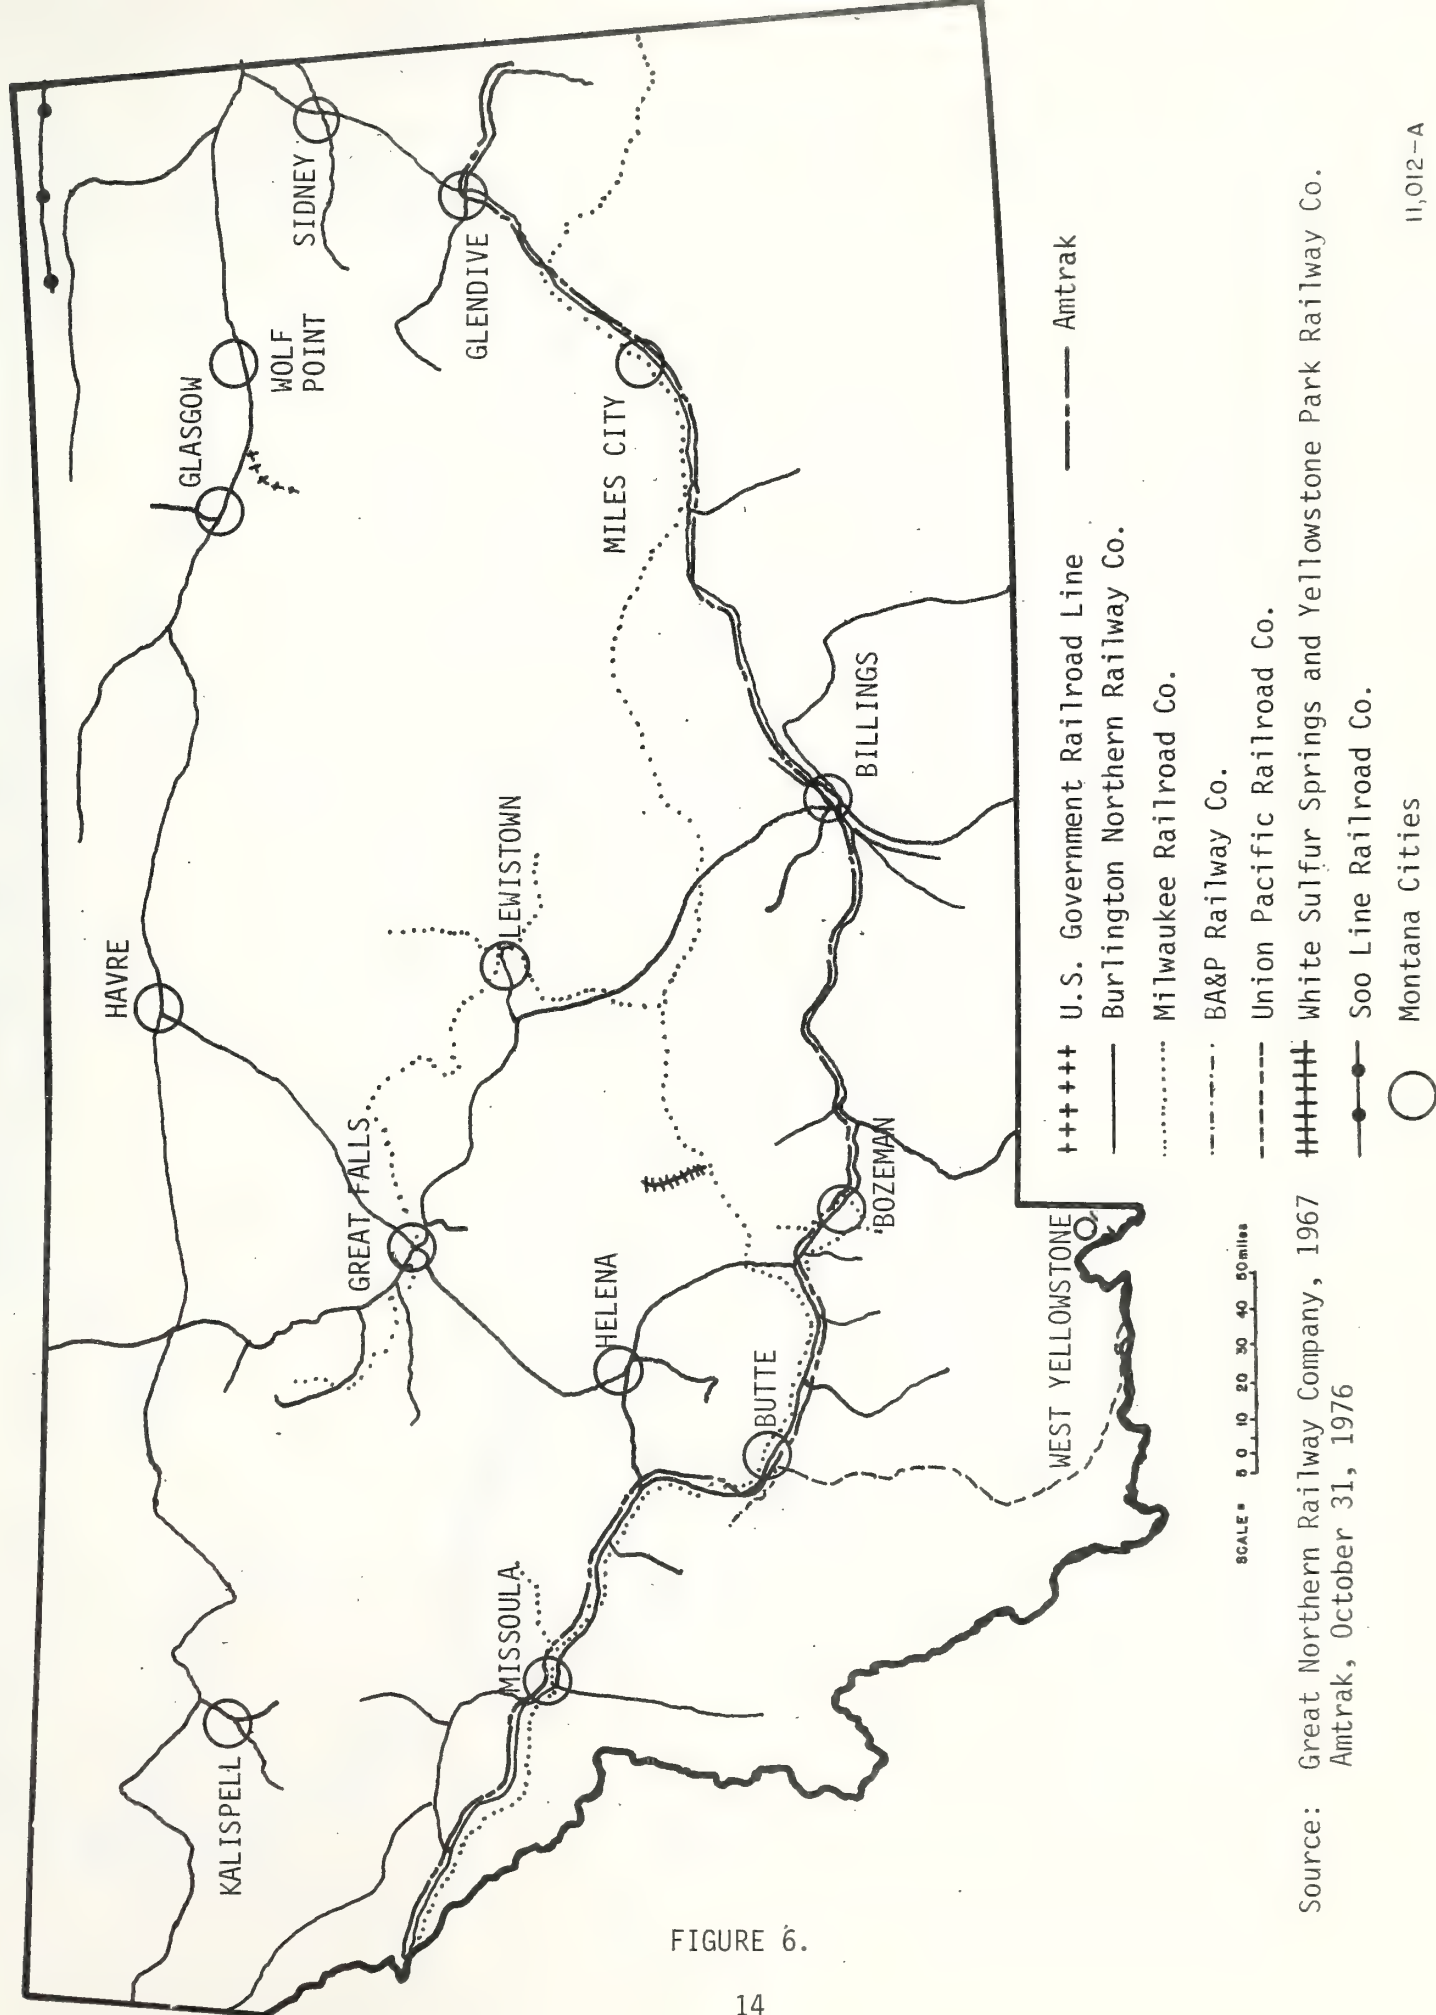 KALISPELL
MISSOULA
GREAT FALLS
HELENA
BUTTE
WEST YELLOWSTONE
BOZEMAN
HAVRE
LEWISTOWN
BILLINGS
GLASGOW
WOLF
POINT
MILES CITY
GLENDIVE
SIDNEY
U.S. Government Railroad Line
Amtrak
Burlington Northern Railway Co.
Milwaukee Railroad Co.
BA&P Railway Co.
Union Pacific Railroad Co.
White Sulfur Springs and Yellowstone Park Railway Co.
Soo Line Railroad Co.
Montana Cities
SCALE = 5 0 10 20 30 40 50 miles
Source: Great Northern Railway Company, 1967
Amtrak, October 31, 1976
11,012-A
FIGURE 6.
14